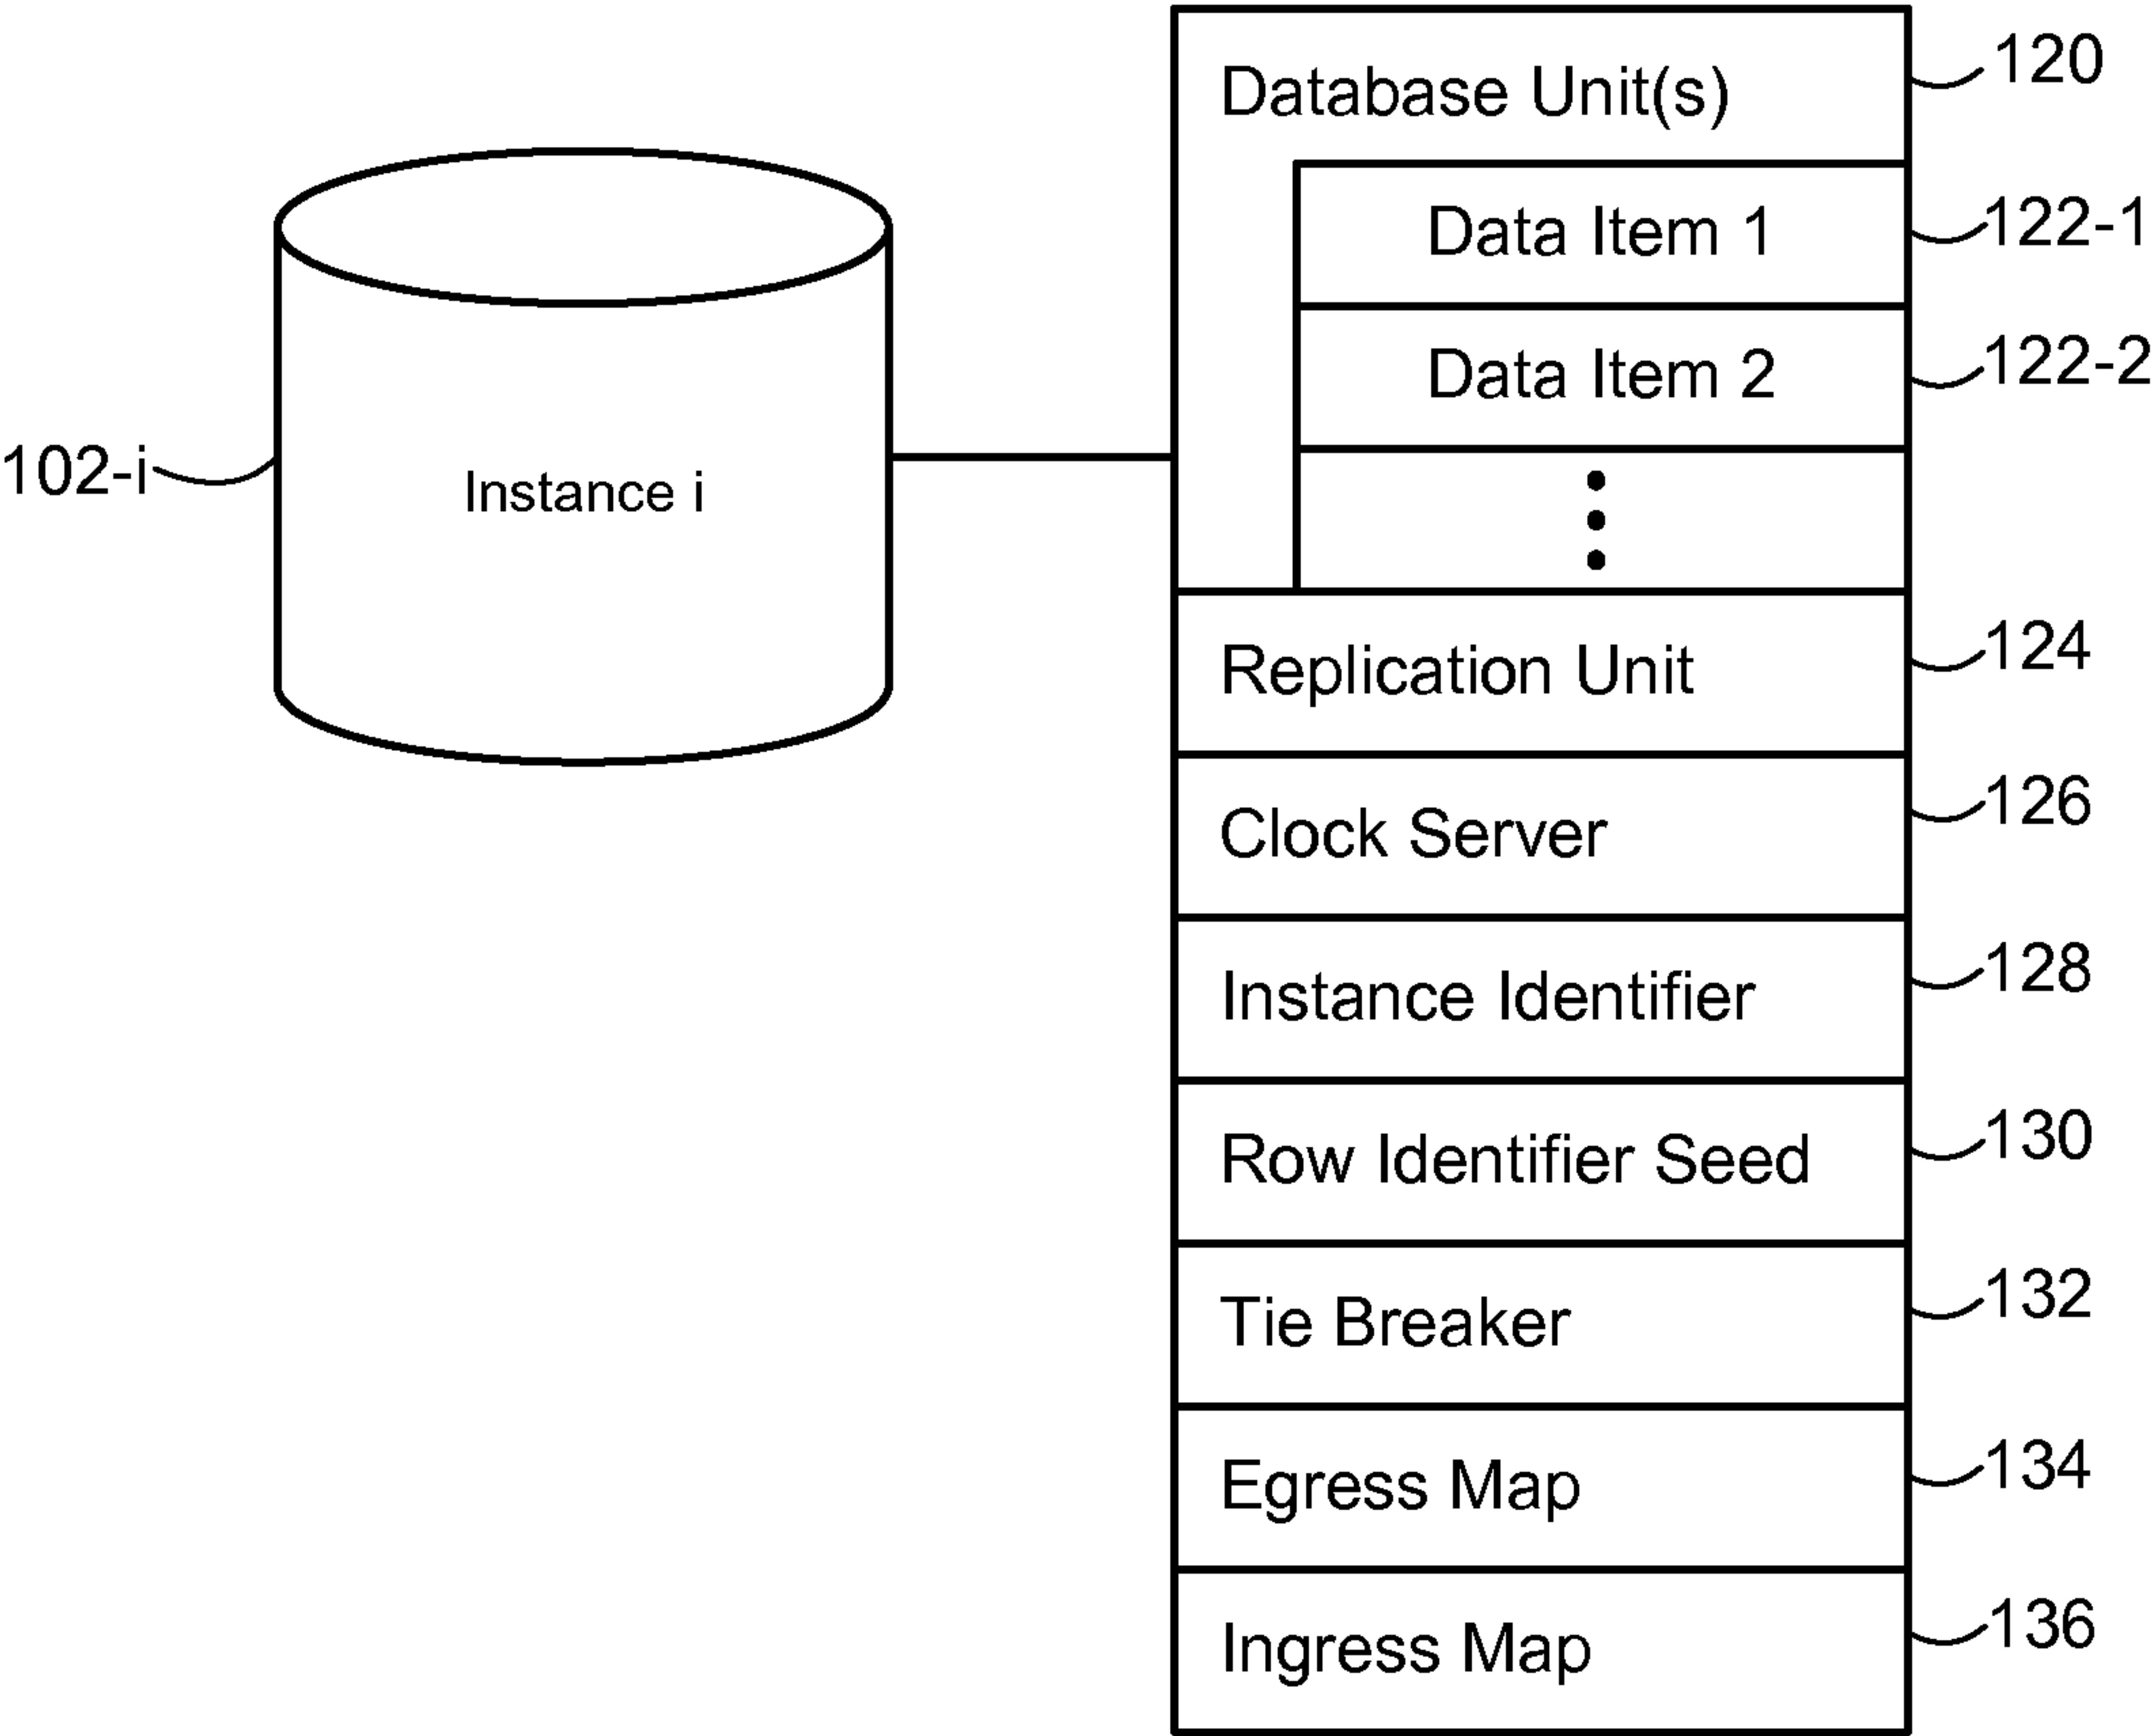 Database Unit(s) 120
Data Item 1 122-1
Data Item 2 122-2
102-i Instance i
Replication Unit 124
Clock Server 126
Instance Identifier 128
Row Identifier Seed 130
Tie Breaker 132
Egress Map 134
Ingress Map 136